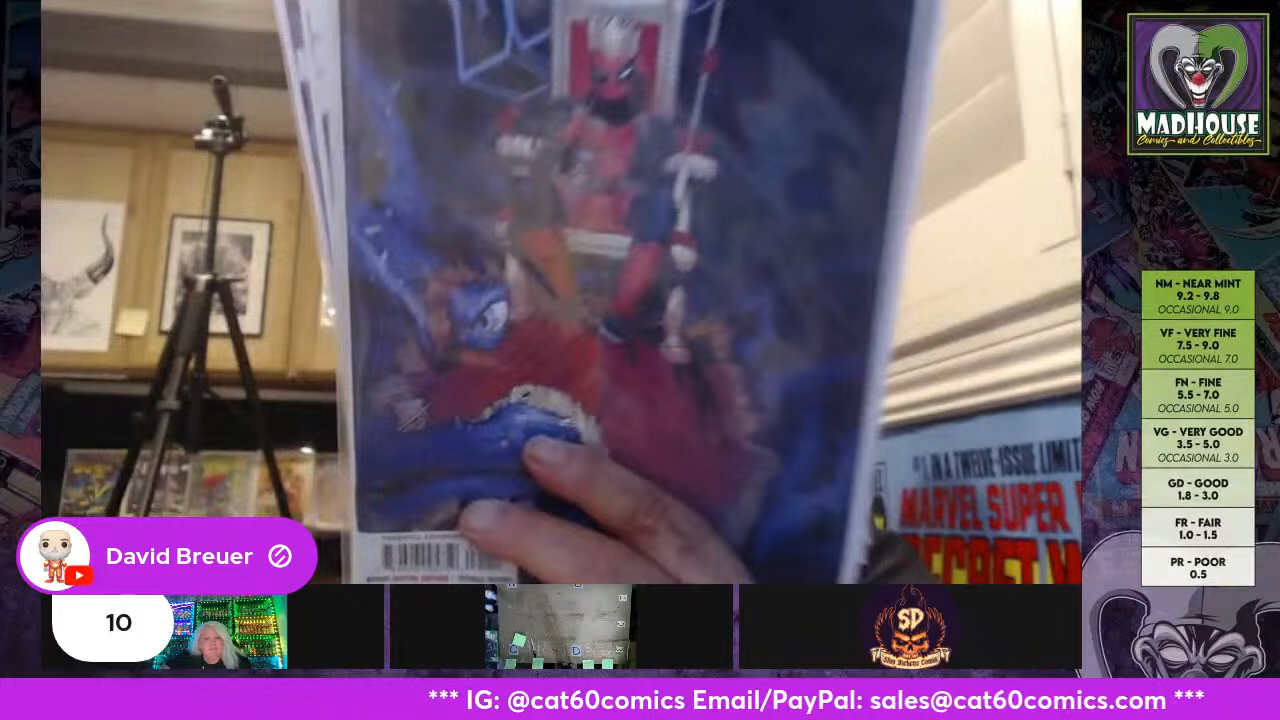 MADHOUSE
Comics and Collectibles
NM - NEAR MINT
9.2 - 9.8
OCCASIONAL 9.0
VF - VERY FINE
7.5 - 9.0
OCCASIONAL 7.0
FN - FINE
5.5 - 7.0
OCCASIONAL 5.0
VG - VERY GOOD
3.5 - 5.0
OCCASIONAL 3.0
GD - GOOD
1.8 - 3.0
FR - FAIR
1.0 - 1.5
PR - POOR
0.5
#1 IN A TWELVE-ISSUE LIMIT
MARVEL SUPER
SECRET W
David Breuer
10
C
D
SD
*** IG: @cat60comics Email/PayPal: sales@cat60comics.com ***